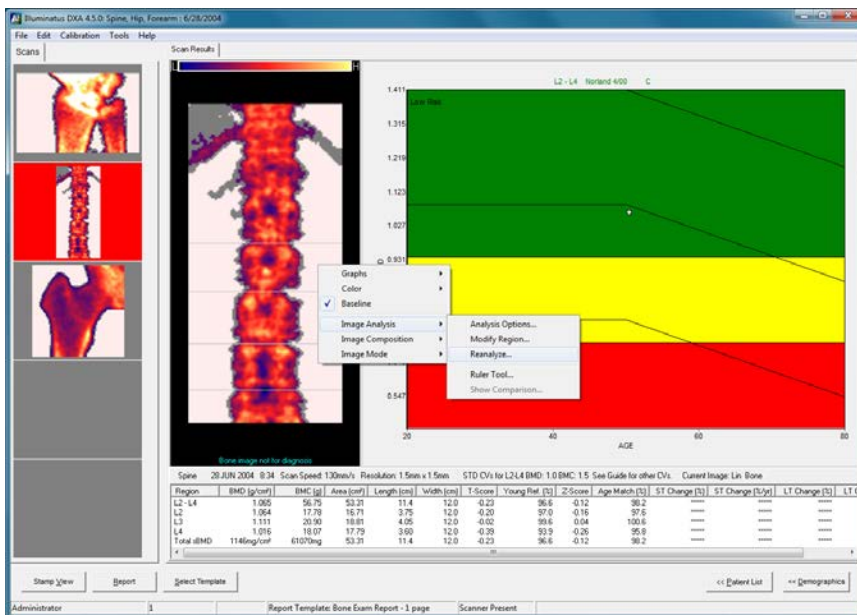 Illuminatus DXA 4.5.0: Spine, Hip, Forearm : 6/28/2004
File Edit Calibration Tools Help
Scans
Scan Results
L H
L2 - L4 Norland 4/00 C
Low Risk
1.411
1.315
1.219
1.123
1.027
0.931
0.547
20 40 60 80
AGE
Graphs
Color
Baseline
Image Analysis
Image Composition
Image Mode
Analysis Options...
Modify Region...
Reanalyze...
Ruler Tool...
Show Comparison...
Bone image not for diagnosis
Spine 28 JUN 2004 8:34 Scan Speed: 130mm/s Resolution: 1.5mm x 1.5mm STD CVs for L2-L4 BMD: 1.0 BMC: 1.5 See Guide for other CVs. Current Image: Lin. Bone
Region BMD (g/cm²) BMC (g) Area (cm²) Length (cm) Width (cm) T-Score Young Ref. (%) Z-Score Age Match (%) ST Change (%) ST Change (%/yr) LT Change (%) LT C
L2 - L4 1.065 56.75 53.31 11.4 12.0 -0.23 96.6 -0.12 98.2 ***** ***** *****
L2 1.064 17.78 16.71 3.75 12.0 -0.20 97.0 -0.16 97.6 ***** ***** *****
L3 1.111 20.90 18.81 4.05 12.0 -0.02 99.6 0.04 100.6 ***** ***** *****
L4 1.016 18.07 17.79 3.60 12.0 -0.39 93.9 -0.26 95.8 ***** ***** *****
Total sBMD 1146mg/cm² 61070mg 53.31 11.4 12.0 -0.23 96.6 -0.12 98.2 ***** ***** *****
Stamp View Report Select Template << Patient List << Demographics
Administrator 1 Report Template: Bone Exam Report - 1 page Scanner Present